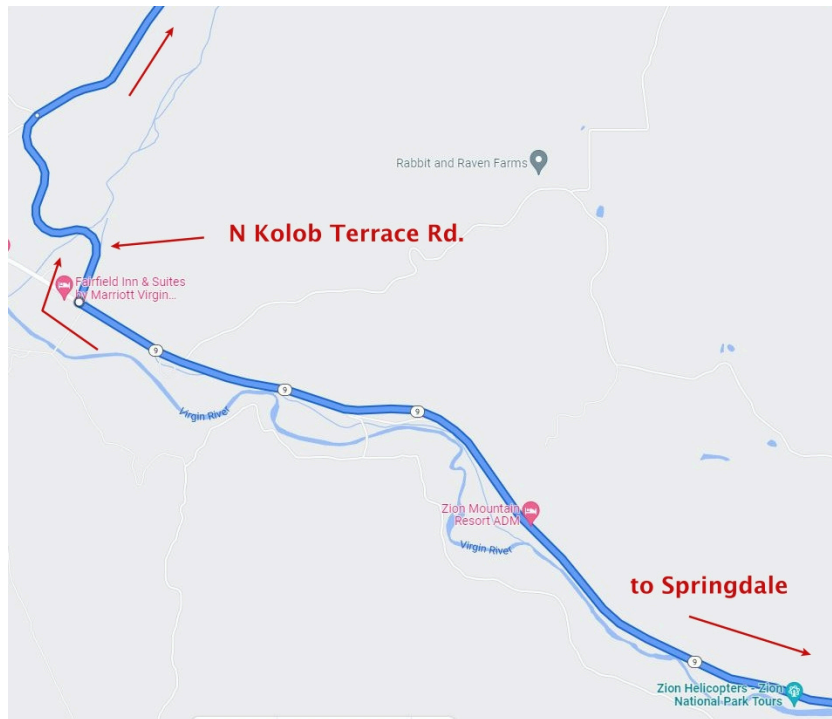 Rabbit and Raven Farms
N Kolob Terrace Rd.
Fairfield Inn & Suites
by Marriott Virgin...
9
9
9
Virgin River
Zion Mountain
Resort ADM
Virgin River
to Springdale
9
Zion Helicopters - Zion
National Park Tours